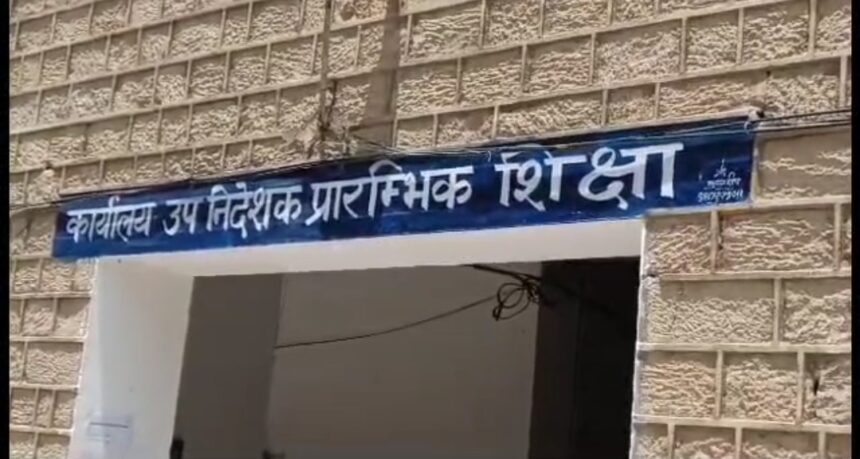 कार्यालय उप निदेशक प्रारम्भिक शिक्षा